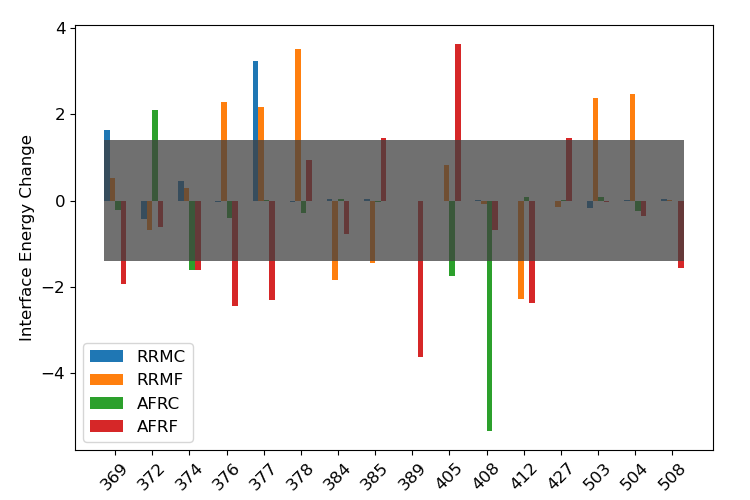 4
2
0
−2
−4
Interface Energy Change
RRMC
RRMF
AFRC
AFRF
369 372 374 376 377 378 384 385 389 405 408 412 427 503 504 508